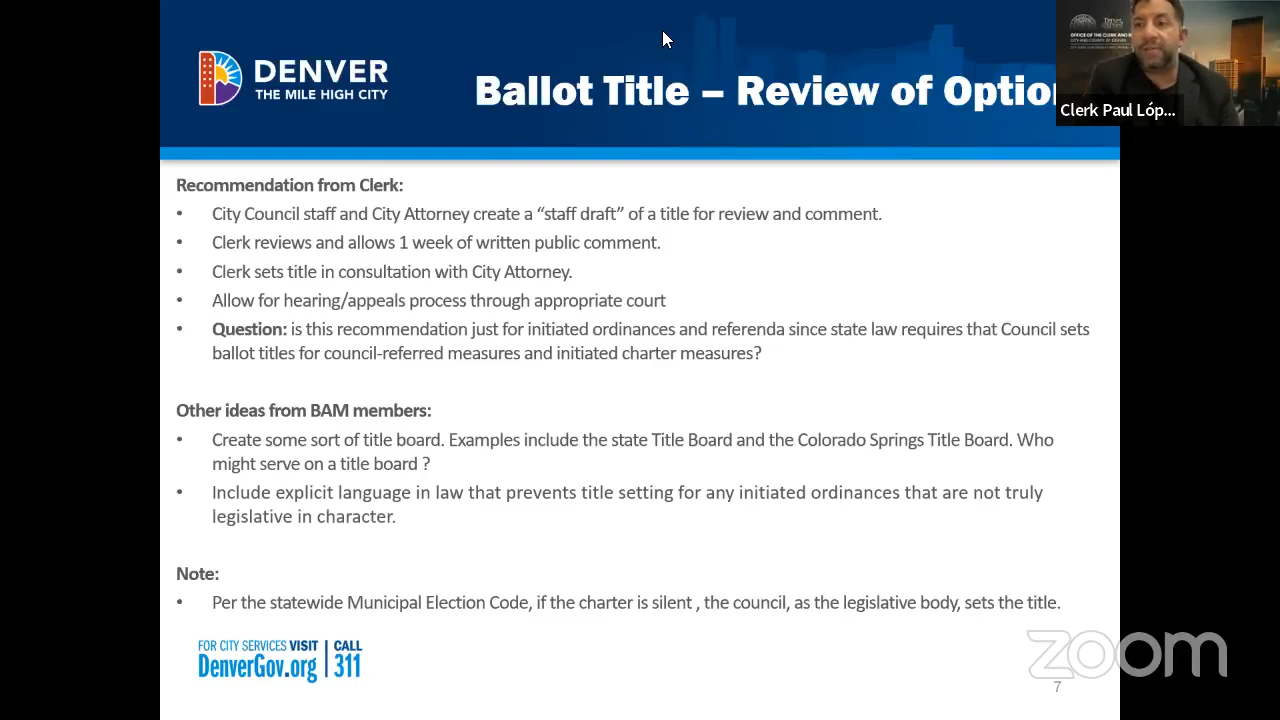 DENVER
THE MILE HIGH CITY
Ballot Title – Review of Optio
OFFICE OF THE CLERK AND
Clerk Paul Lóp...
Recommendation from Clerk:
• City Council staff and City Attorney create a “staff draft” of a title for review and comment.
• Clerk reviews and allows 1 week of written public comment.
• Clerk sets title in consultation with City Attorney.
• Allow for hearing/appeals process through appropriate court
• Question: is this recommendation just for initiated ordinances and referenda since state law requires that Council sets
ballot titles for council-referred measures and initiated charter measures?
Other ideas from BAM members:
• Create some sort of title board. Examples include the state Title Board and the Colorado Springs Title Board. Who
might serve on a title board ?
• Include explicit language in law that prevents title setting for any initiated ordinances that are not truly
legislative in character.
Note:
• Per the statewide Municipal Election Code, if the charter is silent , the council, as the legislative body, sets the title.
FOR CITY SERVICES VISIT | CALL
DenverGov.org | 311
zoom
7